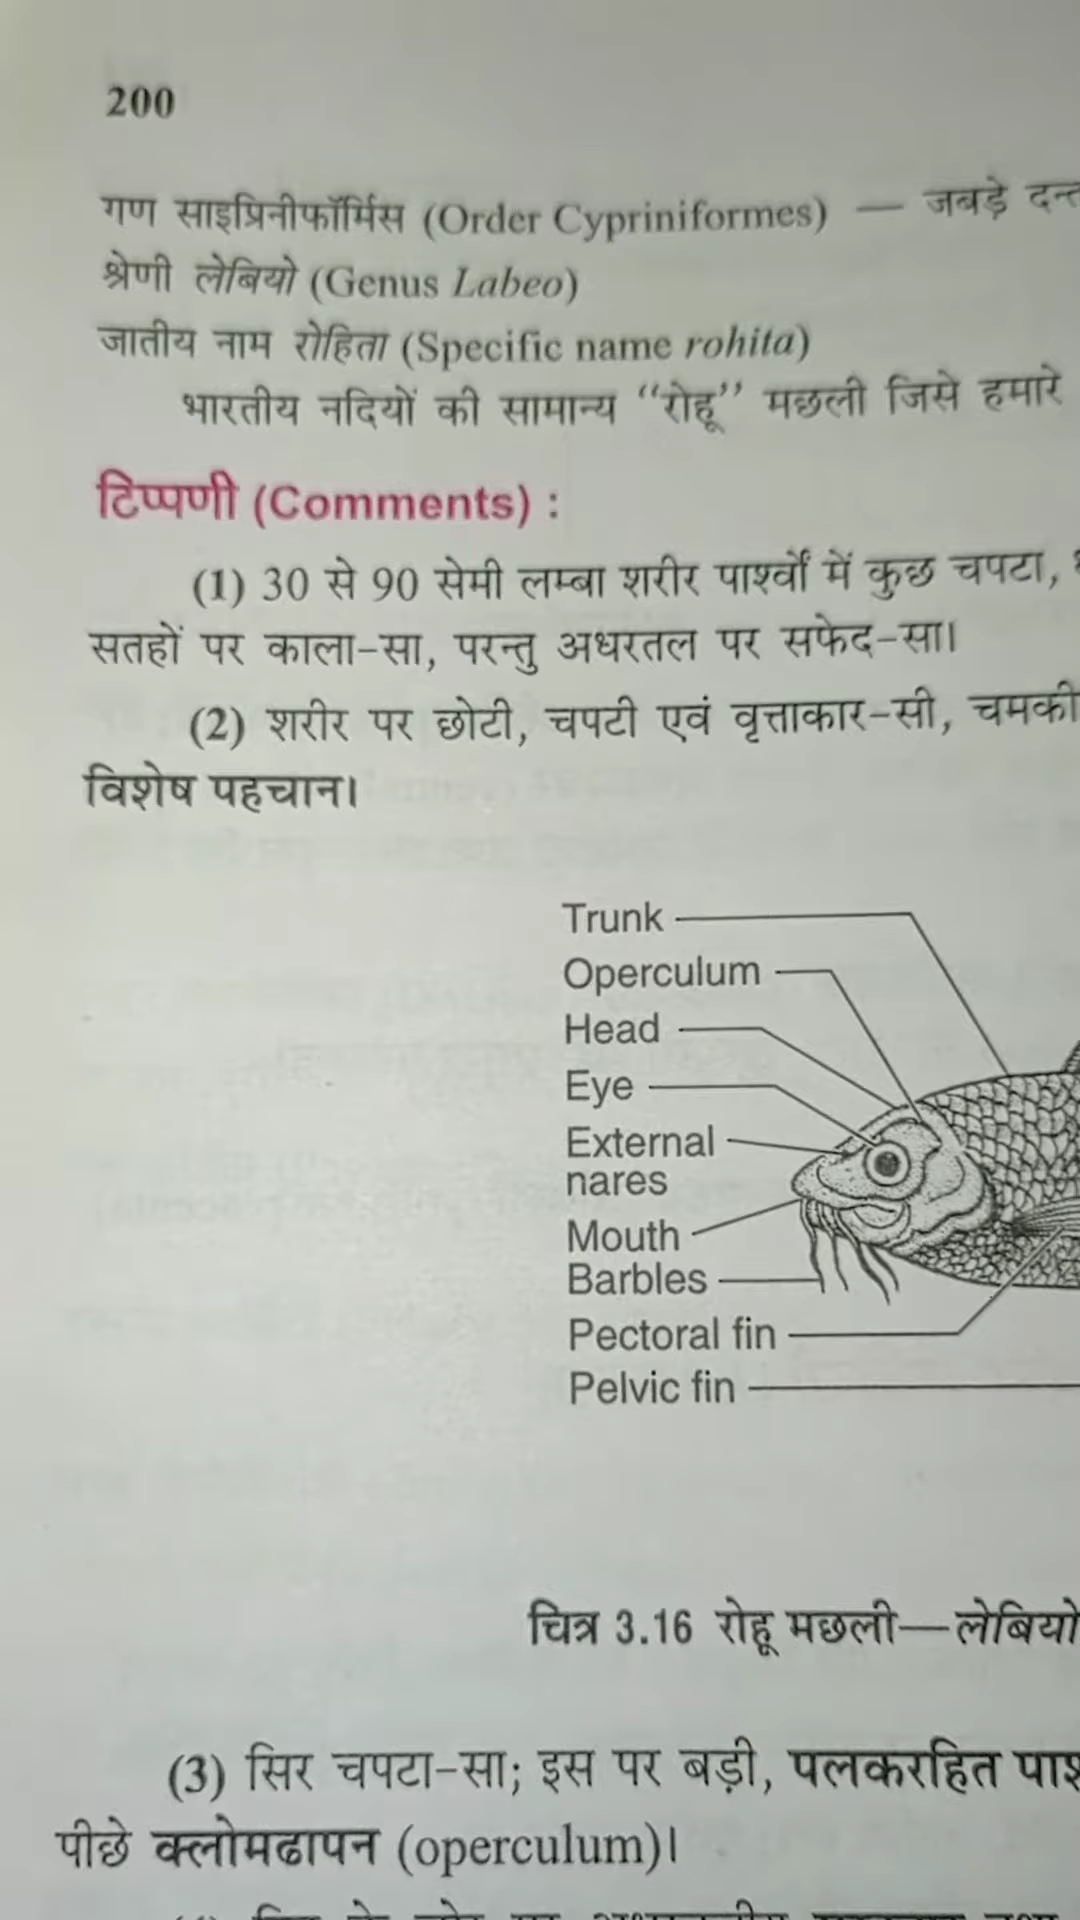 200
गण साइप्रिनीफॉर्मिस (Order Cypriniformes) — जबड़े
श्रेणी लेबियो (Genus Labeo)
जातीय नाम रोहिता (Specific name rohita)
भारतीय नदियों की सामान्य “रोहू” मछली जिसे हमारे
टिप्पणी (Comments) :
(1) 30 से 90 सेमी लम्बा शरीर पार्श्वों में कुछ चपटा,
सतहों पर काला-सा, परन्तु अधरतल पर सफेद-सा।
(2) शरीर पर छोटी, चपटी एवं वृत्ताकार-सी,
विशेष पहचान।
Trunk
Operculum
Head
Eye
External
nares
Mouth
Barbles
Pectoral fin
Pelvic fin
चित्र 3.16 रोहू मछली—लेबियो
(3) सिर चपटा-सा; इस पर बड़ी, पलकरहित
पीछे क्लोमढापन (operculum)।